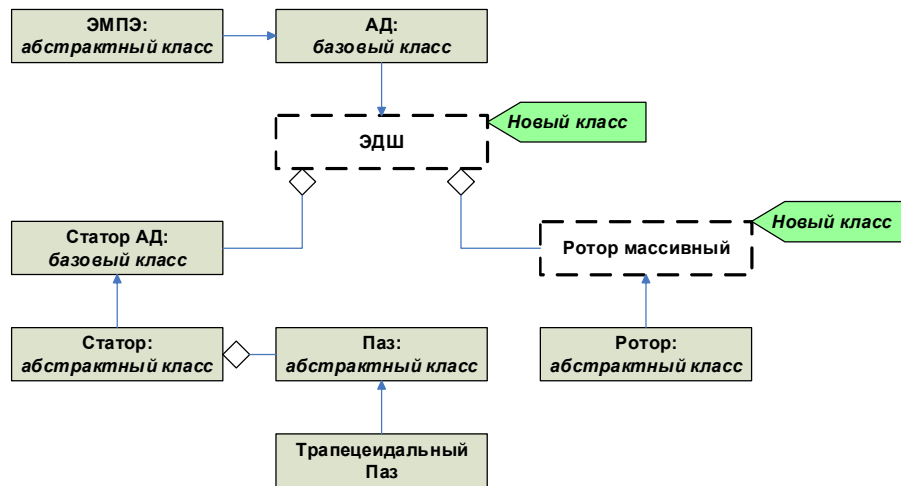 ЭМПЭ:
абстрактный класс
АД:
базовый класс
Новый класс
ЭДШ
Новый класс
Статор АД:
базовый класс
Ротор массивный
Статор:
абстрактный класс
Паз:
абстрактный класс
Ротор:
абстрактный класс
Трапецеидальный
Паз